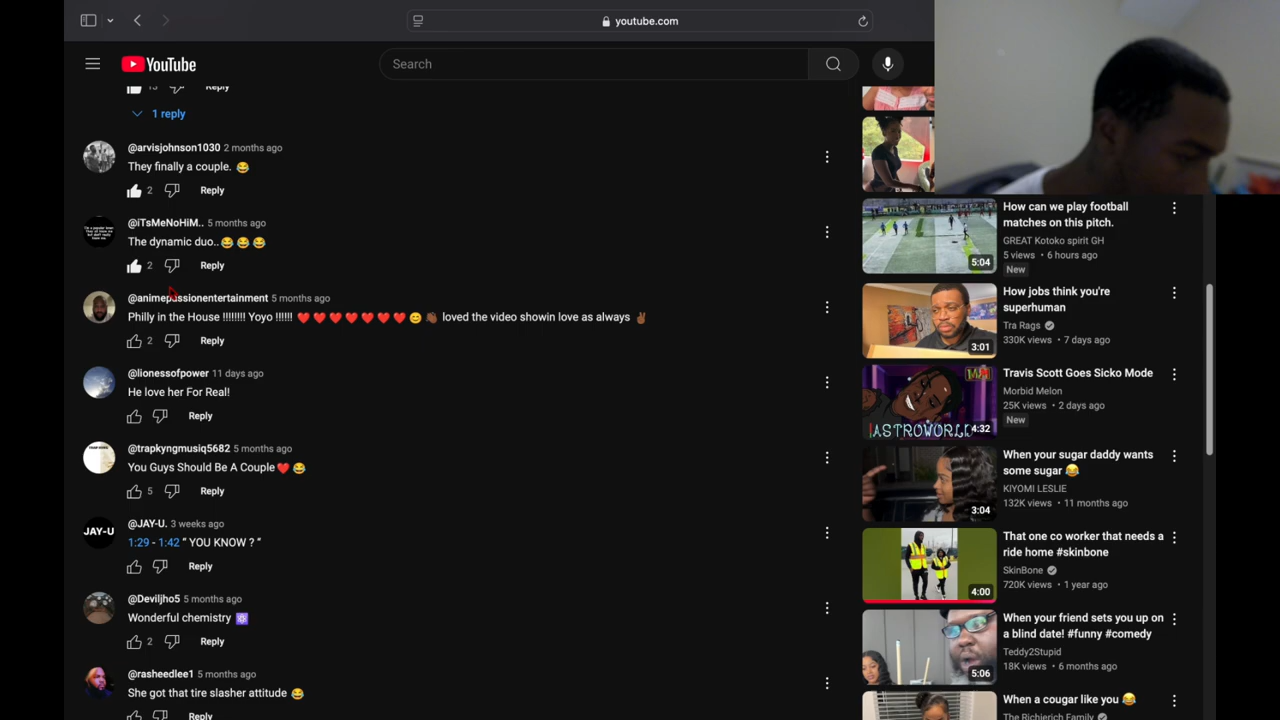 youtube.com
YouTube
Search
Reply
1 reply
@arvisjohnson1030 2 months ago
They finally a couple. 😂
2 Reply
@iTsMeNoHiM.. 5 months ago
The dynamic duo..😂😂😂
2 Reply
@animepassionentertainment 5 months ago
Philly in the House !!!!!!!! Yoyo !!!!!! ❤️❤️❤️❤️❤️❤️❤️😊👏🏾 loved the video showin love as always ✌🏾
2 Reply
@lionessofpower 11 days ago
He love her For Real!
Reply
@trapkyngmusiq5682 5 months ago
You Guys Should Be A Couple❤️😂
5 Reply
JAY-U
@JAY-U. 3 weeks ago
1:29 - 1:42 “ YOU KNOW ? “
Reply
@Deviljho5 5 months ago
Wonderful chemistry ⚛️
2 Reply
@rasheedlee1 5 months ago
She got that tire slasher attitude 😂
Reply
5:04
How can we play football
matches on this pitch.
GREAT Kotoko spirit GH
5 views • 6 hours ago
New
3:01
How jobs think you're
superhuman
Tra Rags
330K views • 7 days ago
ASTROWORLD
4:32
Travis Scott Goes Sicko Mode
Morbid Melon
25K views • 2 days ago
New
3:04
When your sugar daddy wants
some sugar 😂
KIYOMI LESLIE
132K views • 11 months ago
4:00
That one co worker that needs a
ride home #skinbone
SkinBone
720K views • 1 year ago
5:06
When your friend sets you up on
a blind date! #funny #comedy
Teddy2Stupid
18K views • 6 months ago
When a cougar like you 😂
The Richierich Family